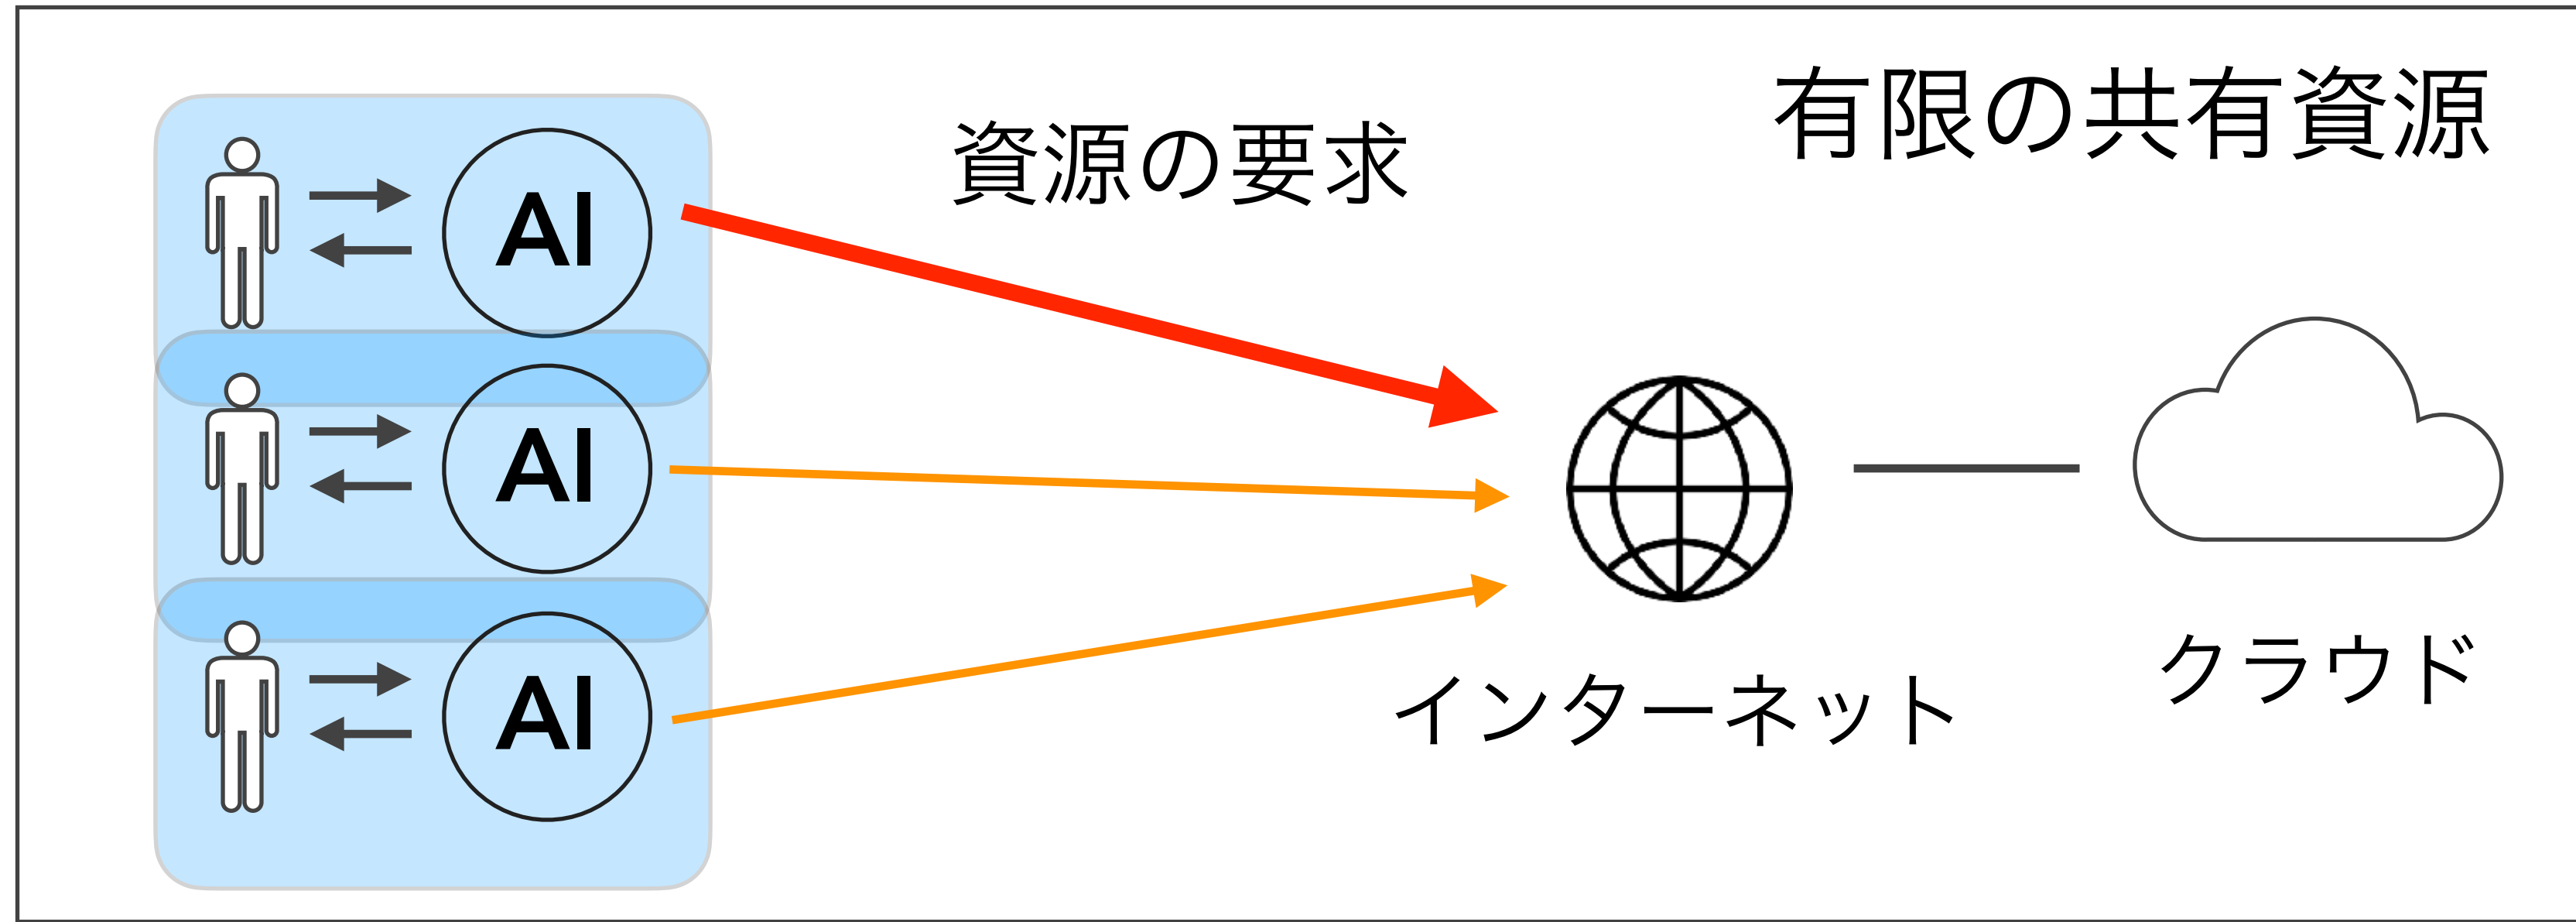 有限の共有資源
資源の要求
AI
AI
AI
インターネット
クラウド